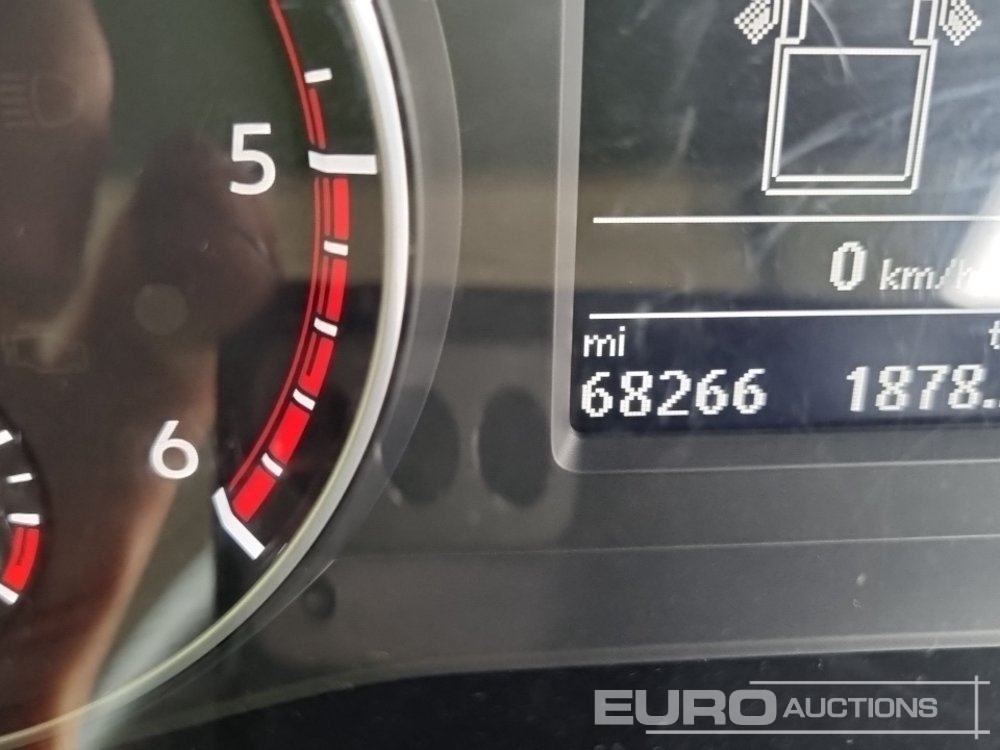 5
6
0 km/h
mi
68266 1878.
EURO AUCTIONS